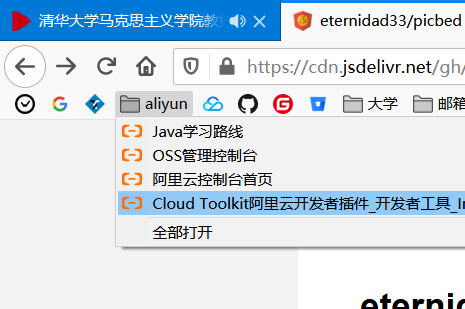 清华大学马克思主义学院教
eternidad33/picbed
https://cdn.jsdelivr.net/gh/
aliyun 大学 邮箱
Java学习路线
OSS管理控制台
阿里云控制台首页
Cloud Toolkit阿里云开发者插件_开发者工具_In
全部打开
eternid